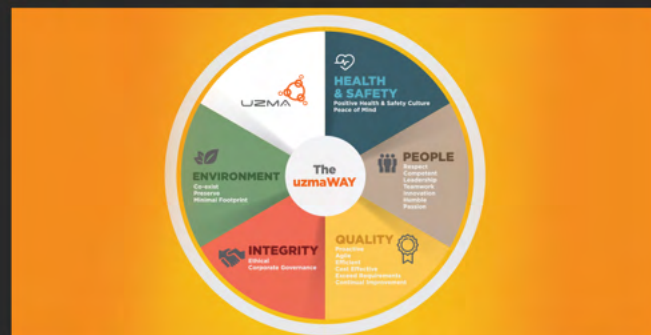 UZMA
HEALTH
& SAFETY
Positive Health & Safety Culture
Peace of Mind
PEOPLE
Respect
Competent
Leadership
Teamwork
Innovation
Humble
Passion
QUALITY
Proactive
Agile
Efficient
Cost Effective
Exceed Requirements
Continual Improvement
INTEGRITY
Ethical
Corporate Governance
ENVIRONMENT
Co-exist
Preserve
Minimal Footprint
The
uzmaWAY